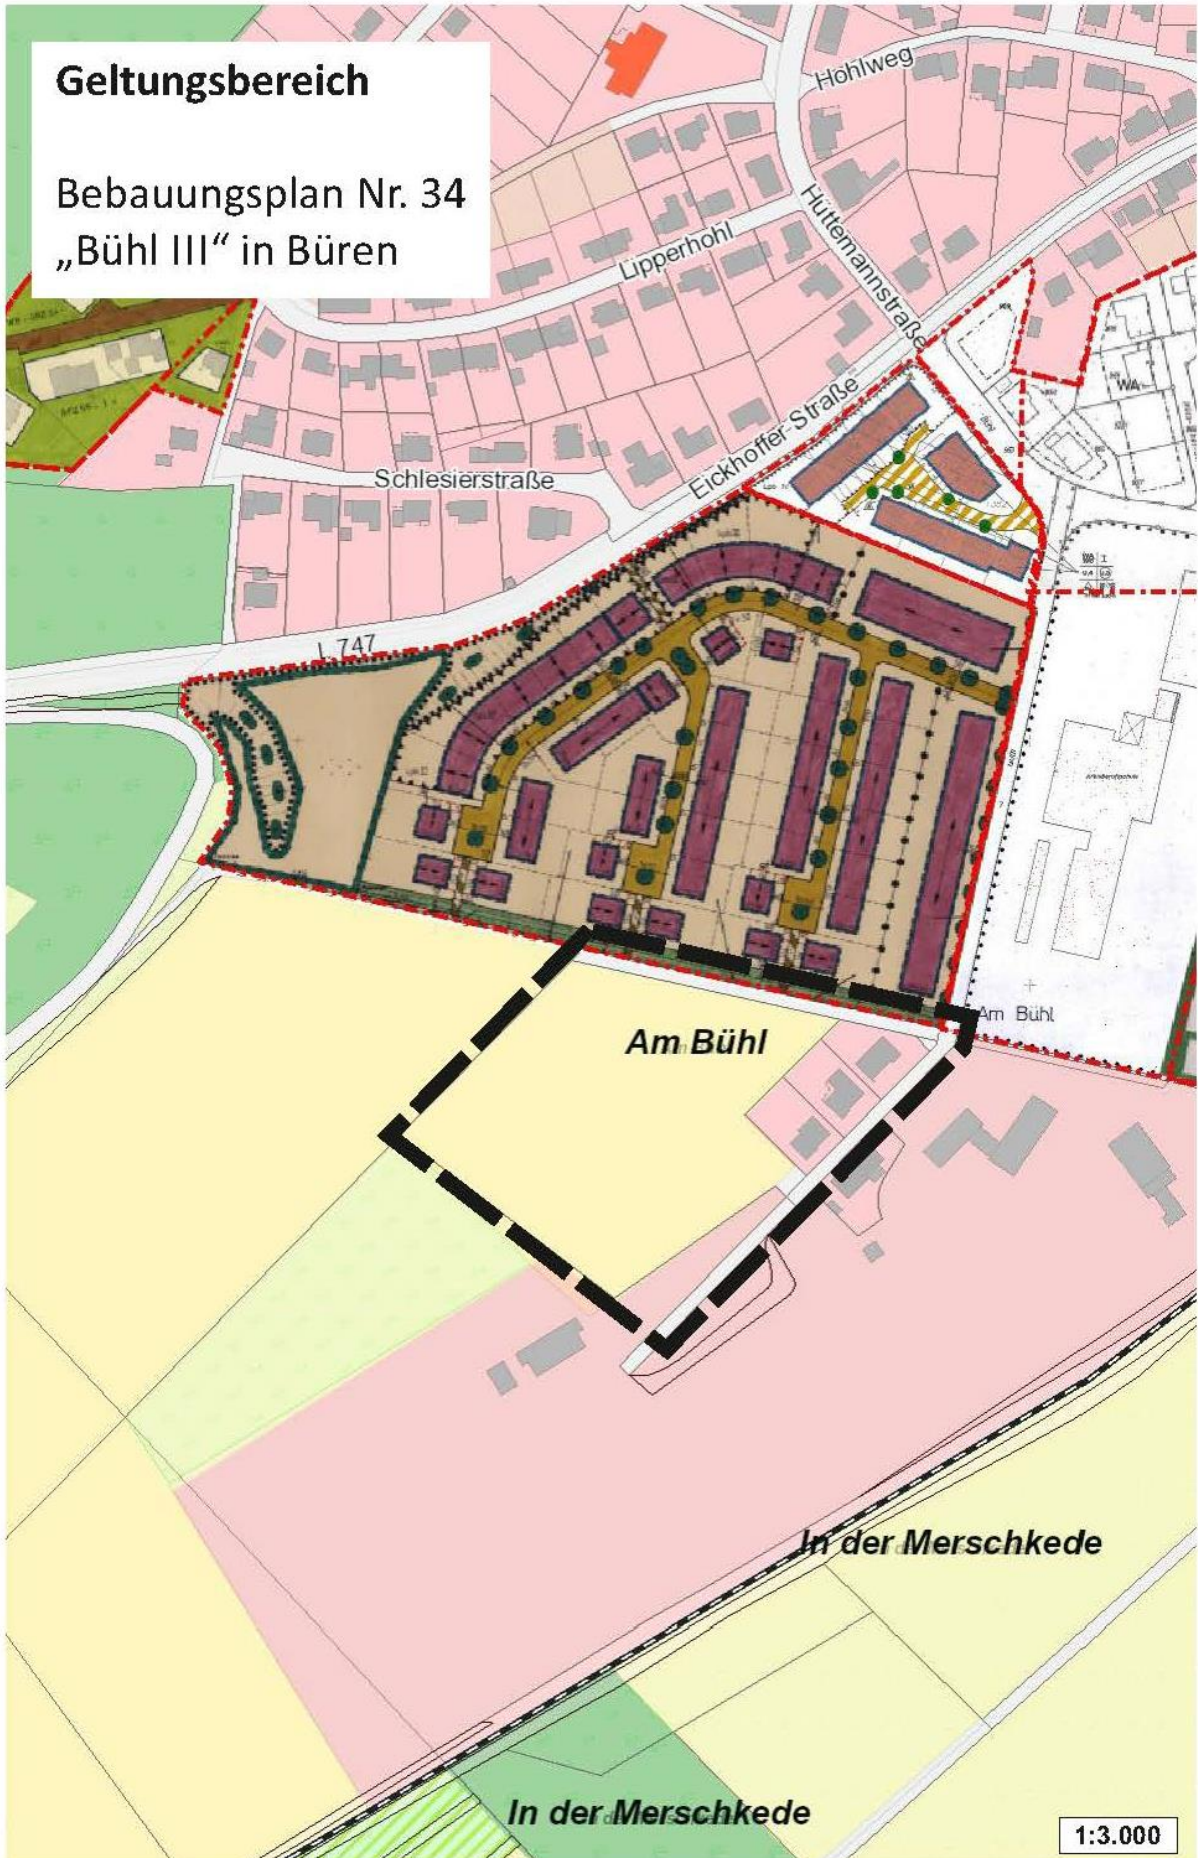 Geltungsbereich
Bebauungsplan Nr. 34
„Bühl III“ in Büren
Hohlweg
Hüttemannstraße
Lipperhohl
Eickhoffer-Straße
Schlesierstraße
WA
L 747
Am Bühl
Am Bühl
In der Merschkede
In der Merschkede
1:3.000